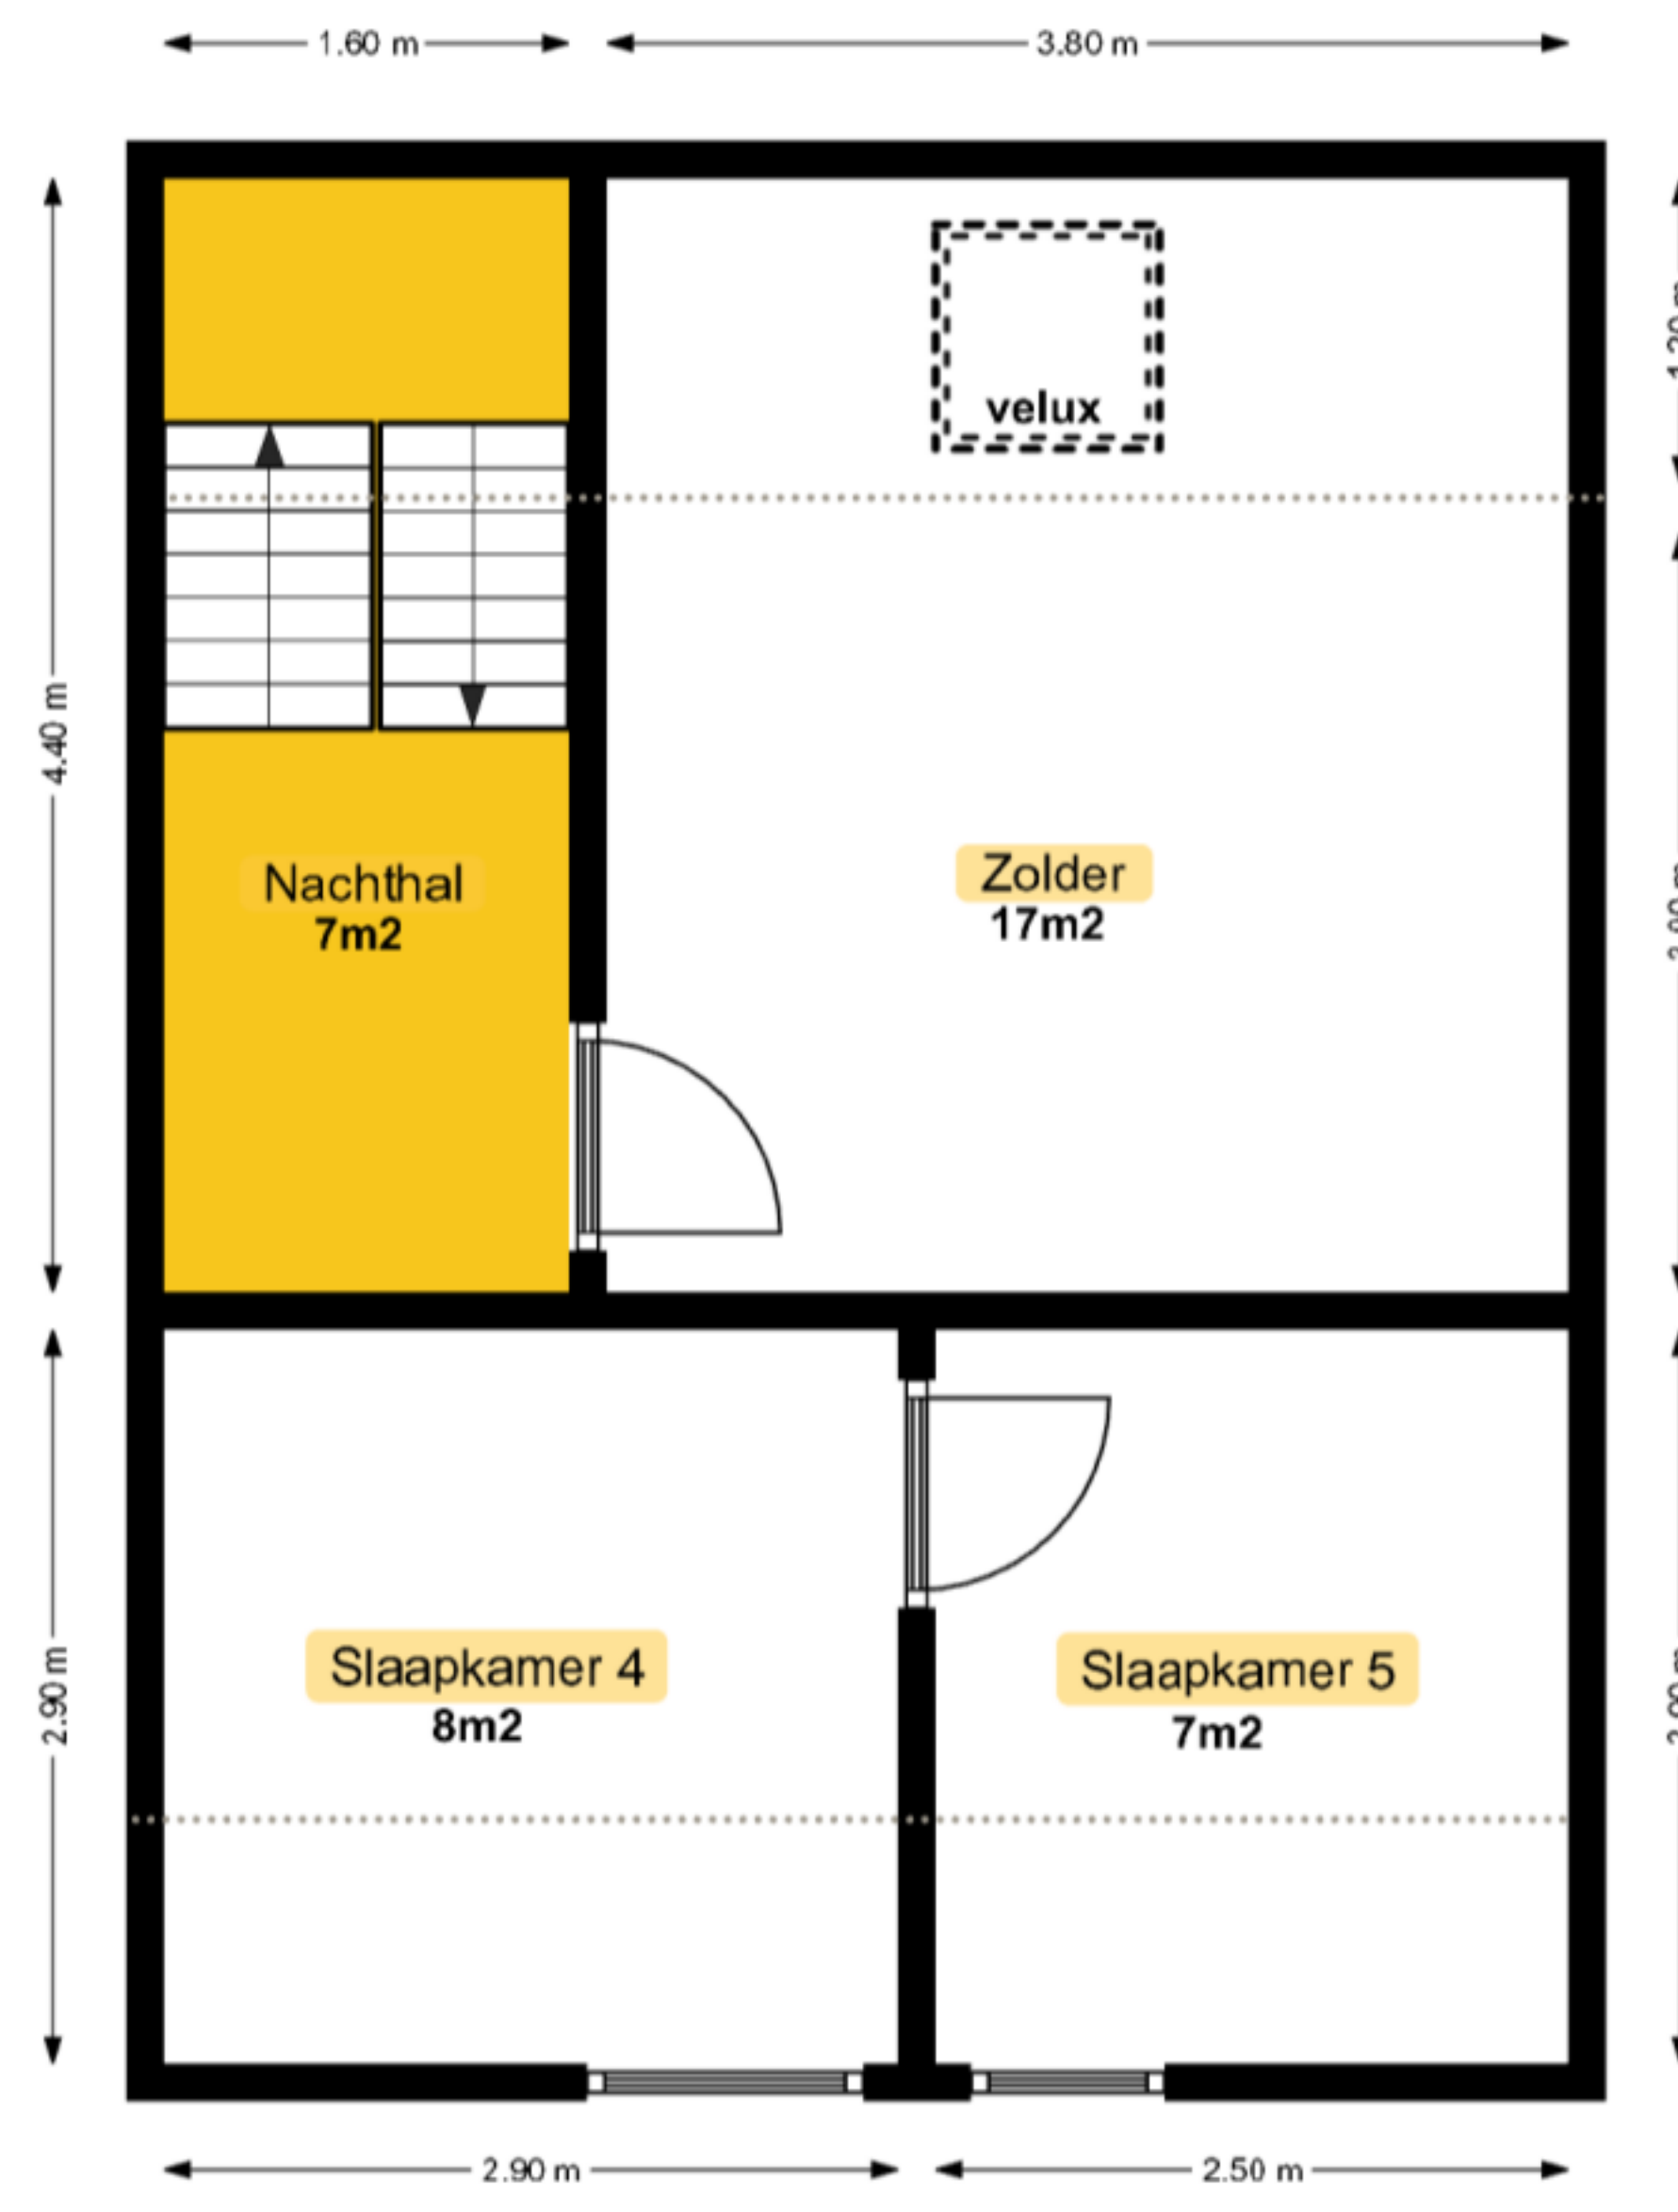 1.60 m
3.80 m
velux
4.40 m
Nachthal
7m2
Zolder
17m2
Slaapkamer 4
8m2
Slaapkamer 5
7m2
2.90 m
2.90 m
2.50 m